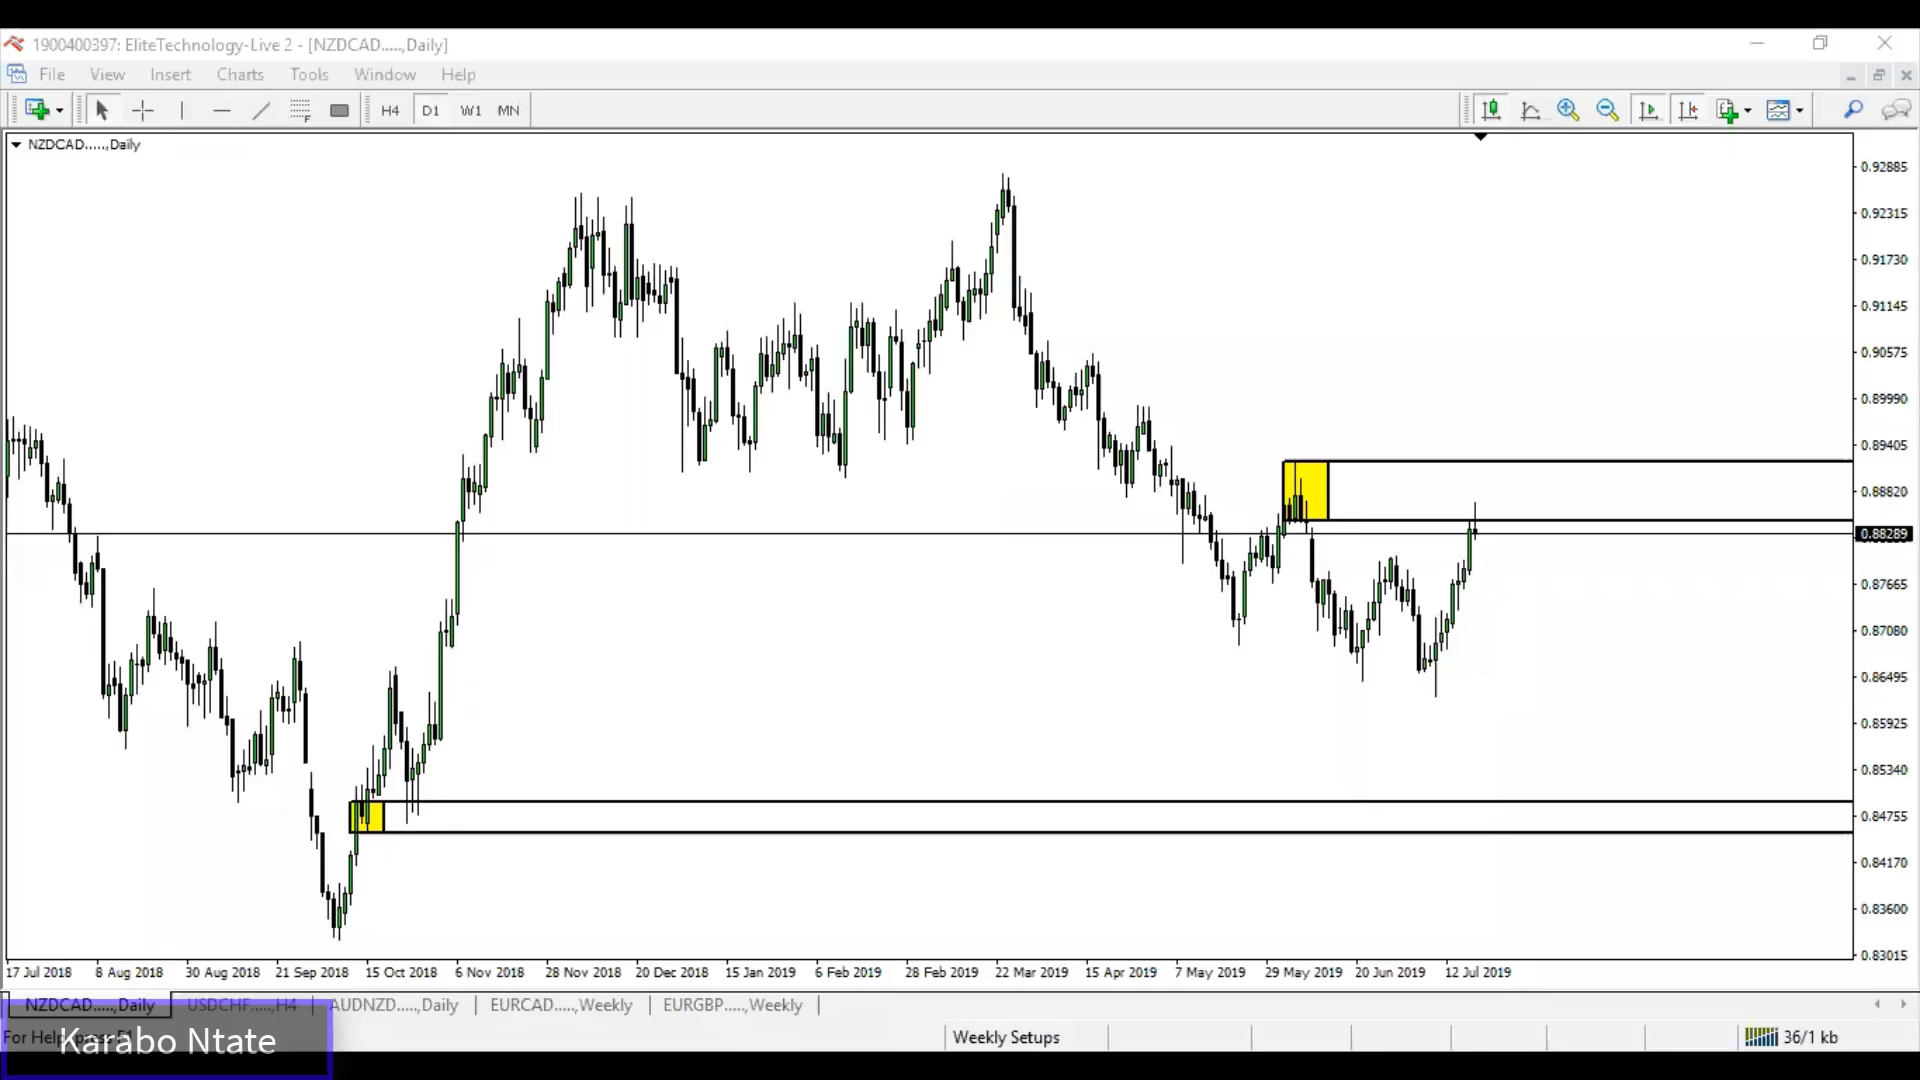 1900400397: EliteTechnology-Live 2 - [NZDCAD.....,Daily]
File View Insert Charts Tools Window Help
H4 D1 W1 MN
NZDCAD.....,Daily
0.92885
0.92315
0.91730
0.91145
0.90575
0.89990
0.89405
0.88820
0.88289
0.87665
0.87080
0.86495
0.85925
0.85340
0.84755
0.84170
0.83600
0.83015
17 Jul 2018 8 Aug 2018 30 Aug 2018 21 Sep 2018 15 Oct 2018 6 Nov 2018 28 Nov 2018 20 Dec 2018 15 Jan 2019 6 Feb 2019 28 Feb 2019 22 Mar 2019 15 Apr 2019 7 May 2019 29 May 2019 20 Jun 2019 12 Jul 2019
NZDCAD.....,Daily USDCHF.....,H4 AUDNZD.....,Daily EURCAD.....,Weekly EURGBP.....,Weekly
For Help, press F1 Weekly Setups 36/1 kb
Karabo Ntate